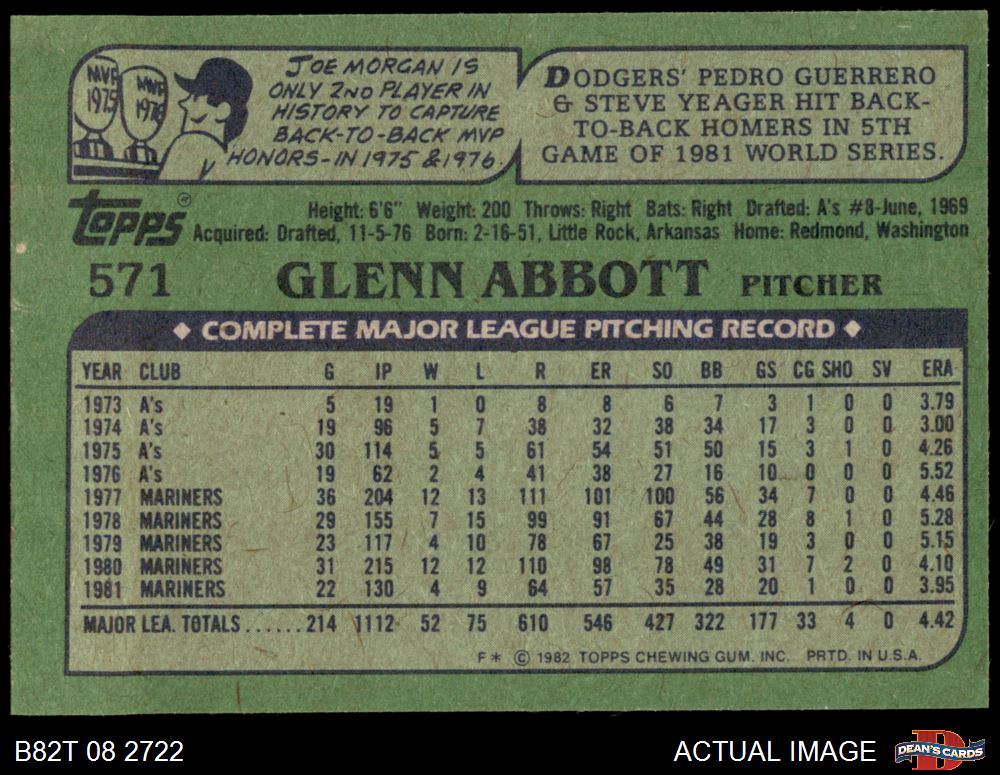 MVP
1975
MVP
1976
JOE MORGAN IS
ONLY 2ND PLAYER IN
HISTORY TO CAPTURE
BACK-TO-BACK MVP
HONORS-IN 1975 & 1976.
DODGERS' PEDRO GUERRERO
& STEVE YEAGER HIT BACK-
TO-BACK HOMERS IN 5TH
GAME OF 1981 WORLD SERIES.
Topps®
Height: 6'6" Weight: 200 Throws: Right Bats: Right Drafted: A's #8-June, 1969
Acquired: Drafted, 11-5-76 Born: 2-16-51, Little Rock, Arkansas Home: Redmond, Washington
571 GLENN ABBOTT PITCHER
◆ COMPLETE MAJOR LEAGUE PITCHING RECORD ◆
YEAR CLUB G IP W L R ER SO BB GS CG SHO SV ERA
1973 A's 5 19 1 0 8 8 6 7 3 1 0 0 3.79
1974 A's 19 96 5 7 38 32 38 34 17 3 0 0 3.00
1975 A's 30 114 5 5 61 54 51 50 15 3 1 0 4.26
1976 A's 19 62 2 4 41 38 27 16 10 0 0 0 5.52
1977 MARINERS 36 204 12 13 111 101 100 56 34 7 0 0 4.46
1978 MARINERS 29 155 7 15 99 91 67 44 28 8 1 0 5.28
1979 MARINERS 23 117 4 10 78 67 25 38 19 3 0 0 5.15
1980 MARINERS 31 215 12 12 110 98 78 49 31 7 2 0 4.10
1981 MARINERS 22 130 4 9 64 57 35 28 20 1 0 0 3.95
MAJOR LEA. TOTALS......214 1112 52 75 610 546 427 322 177 33 4 0 4.42
F* © 1982 TOPPS CHEWING GUM, INC. PRTD. IN U.S.A.
B82T 08 2722
ACTUAL IMAGE
DEAN'S CARDS